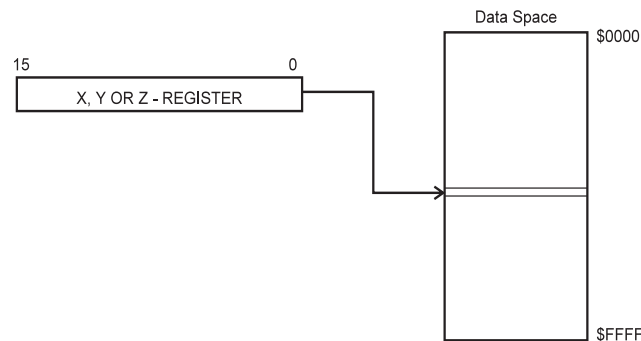 Data Space
$0000
15 0
X, Y OR Z - REGISTER
$FFFF